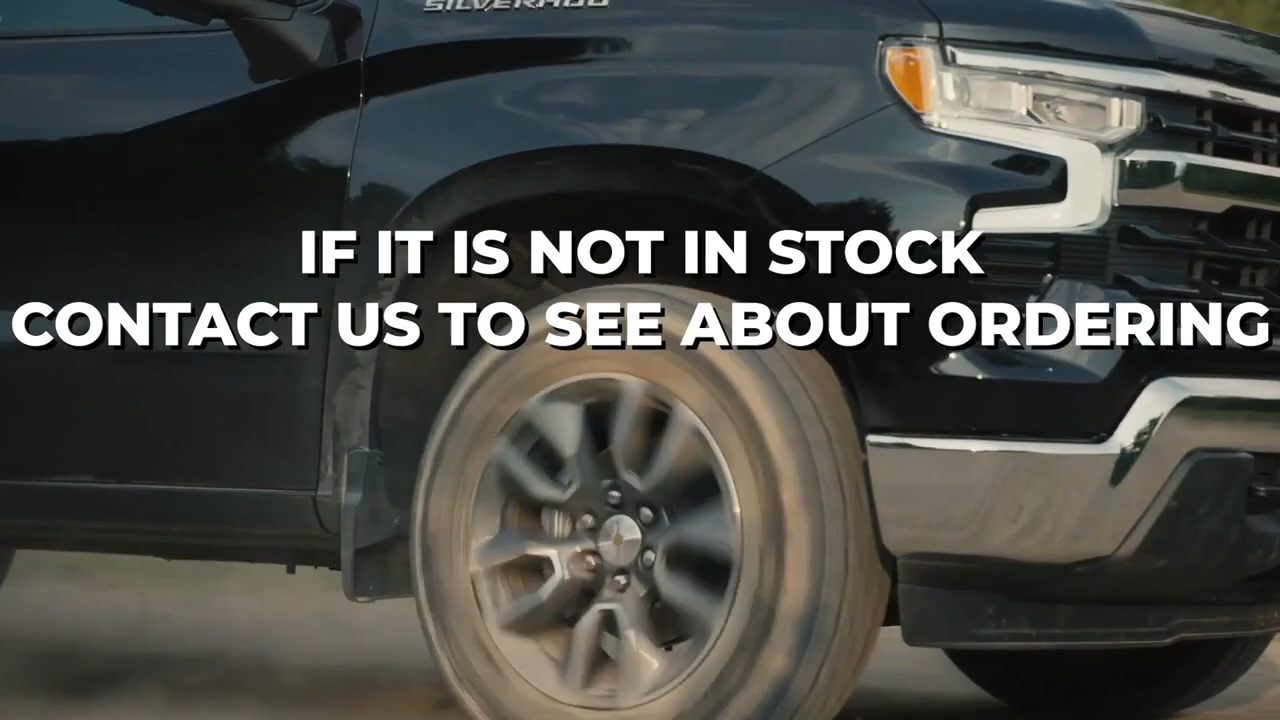 SILVERADO
IF IT IS NOT IN STOCK
CONTACT US TO SEE ABOUT ORDERING